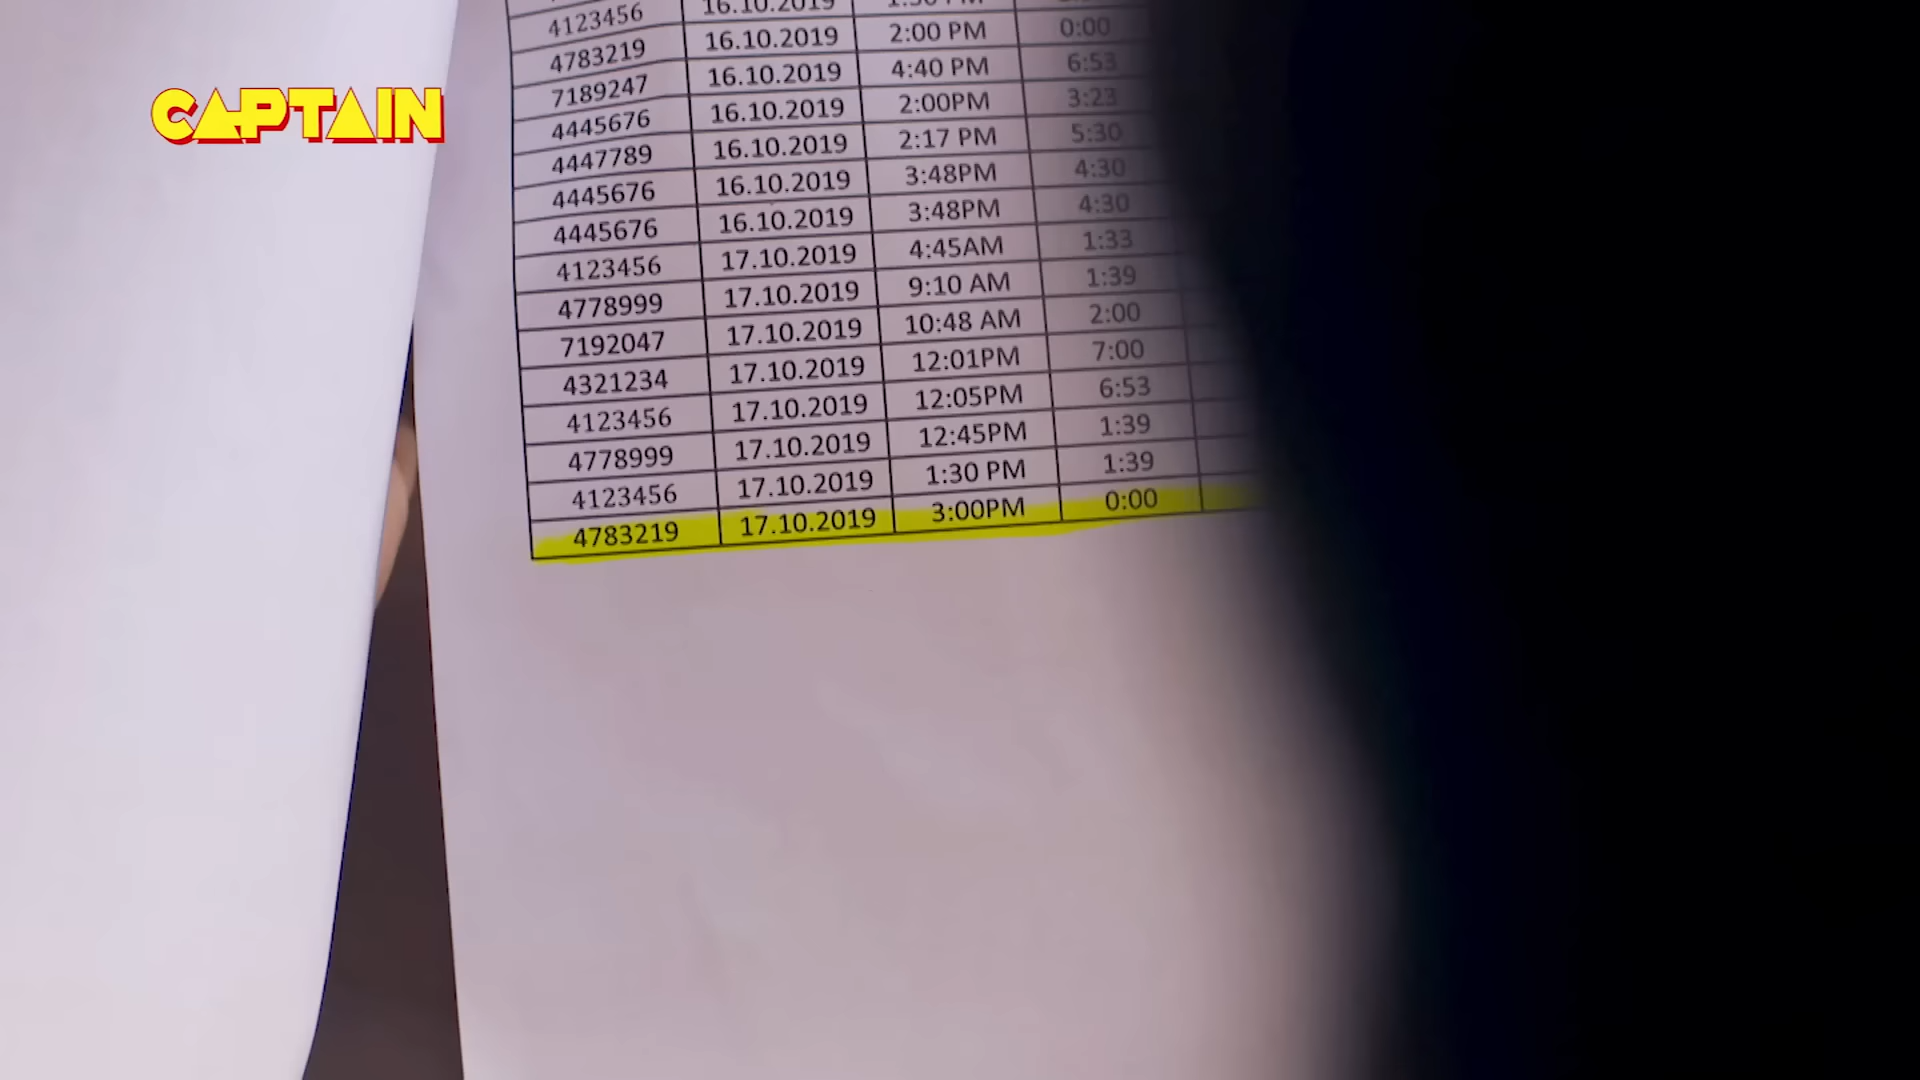 4123456 16.10.2019
4783219 16.10.2019 2:00 PM 0:00
7189247 16.10.2019 4:40 PM 6:53
4445676 16.10.2019 2:00PM 3:23
4447789 16.10.2019 2:17 PM 5:30
4445676 16.10.2019 3:48PM 4:30
4445676 16.10.2019 3:48PM 4:30
4123456 17.10.2019 4:45AM 1:33
4778999 17.10.2019 9:10 AM 1:39
7192047 17.10.2019 10:48 AM 2:00
4321234 17.10.2019 12:01PM 7:00
4123456 17.10.2019 12:05PM 6:53
4778999 17.10.2019 12:45PM 1:39
4123456 17.10.2019 1:30 PM 1:39
4783219 17.10.2019 3:00PM 0:00
CAPTAIN